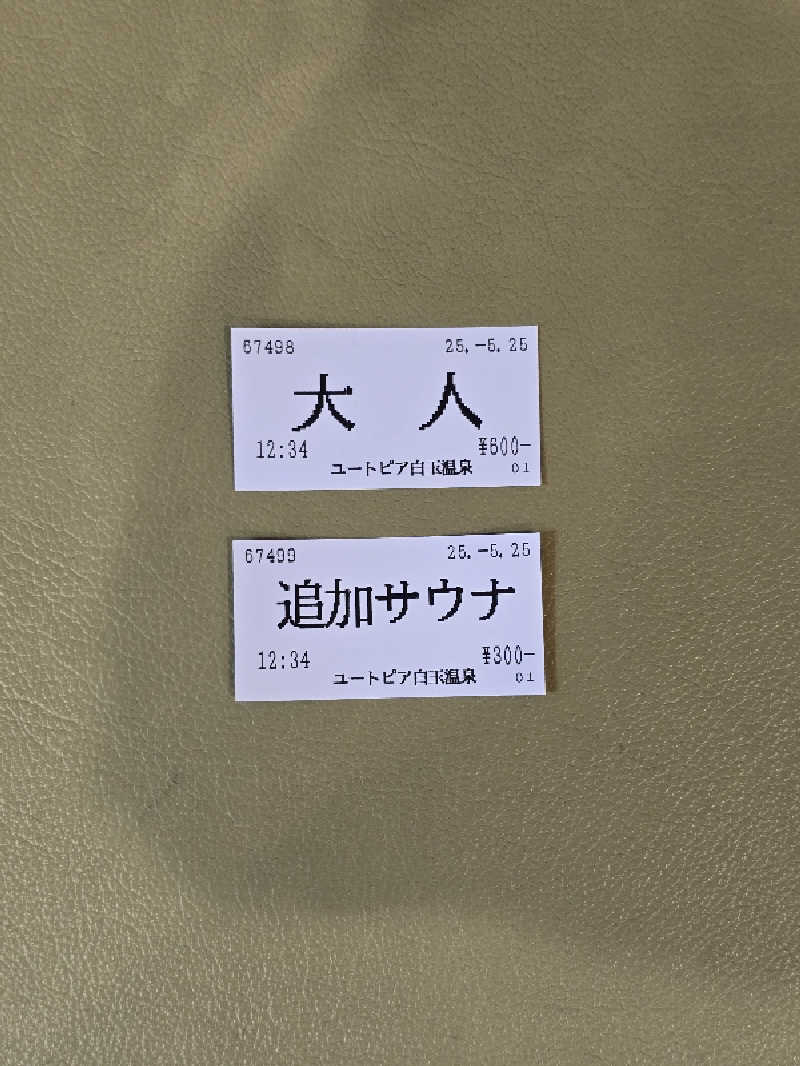 67498 25.-5.25
大人
12:34 ¥600-
ユートピア白玉温泉 01
67499 25.-5.25
追加サウナ
12:34 ¥300-
ユートピア白玉温泉 01